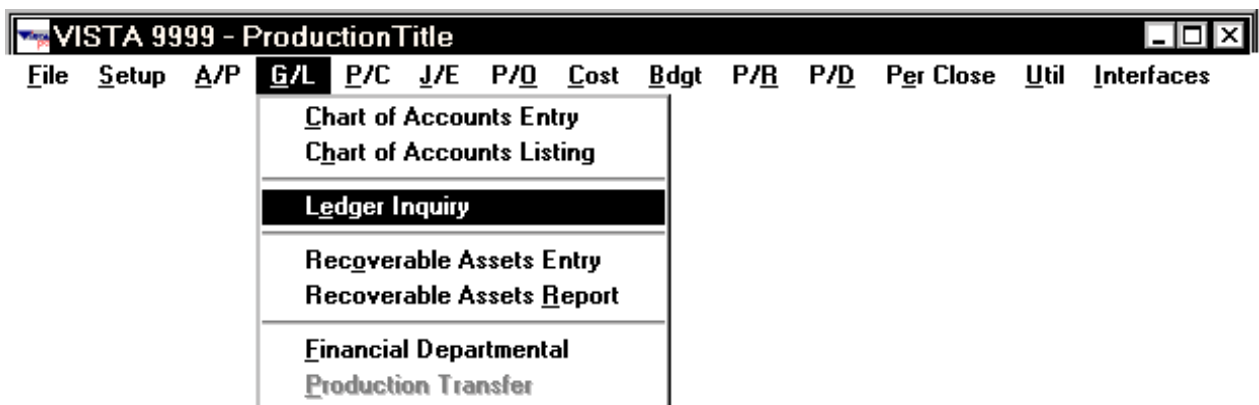 VISTA 9999 - ProductionTitle
File Setup A/P G/L P/C J/E P/O Cost Bdgt P/R P/D Per Close Util Interfaces
Chart of Accounts Entry
Chart of Accounts Listing
Ledger Inquiry
Recoverable Assets Entry
Recoverable Assets Report
Financial Departmental
Production Transfer